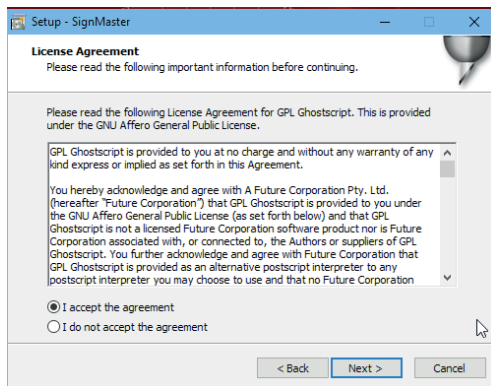 Setup - SignMaster
License Agreement
Please read the following important information before continuing.
Please read the following License Agreement for GPL Ghostscript. This is provided
under the GNU Affero General Public License.
GPL Ghostscript is provided to you at no charge and without any warranty of any
kind express or implied as set forth in this Agreement.
You hereby acknowledge and agree with A Future Corporation Pty. Ltd.
(hereafter "Future Corporation") that GPL Ghostscript is provided to you under
the GNU Affero General Public License (as set forth below) and that GPL
Ghostscript is not a licensed Future Corporation software product nor is Future
Corporation associated with, or connected to, the Authors or suppliers of GPL
Ghostscript. You further acknowledge and agree with Future Corporation that
GPL Ghostscript is provided as an alternative postscript interpreter to any
postscript interpreter you may choose to use and that no Future Corporation
I accept the agreement
I do not accept the agreement
< Back
Next >
Cancel